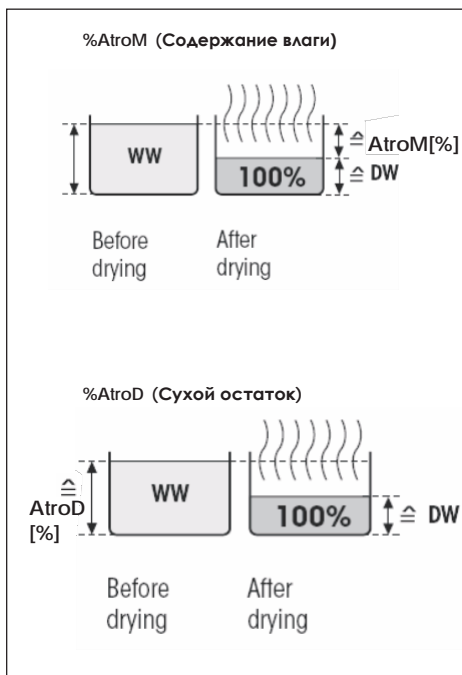 %AtroM (Содержание влаги)
WW
100%
≙ AtroM[%]
≙ DW
Before
drying
After
drying
%AtroD (Сухой остаток)
≙
AtroD
[%]
WW
100%
≙ DW
Before
drying
After
drying